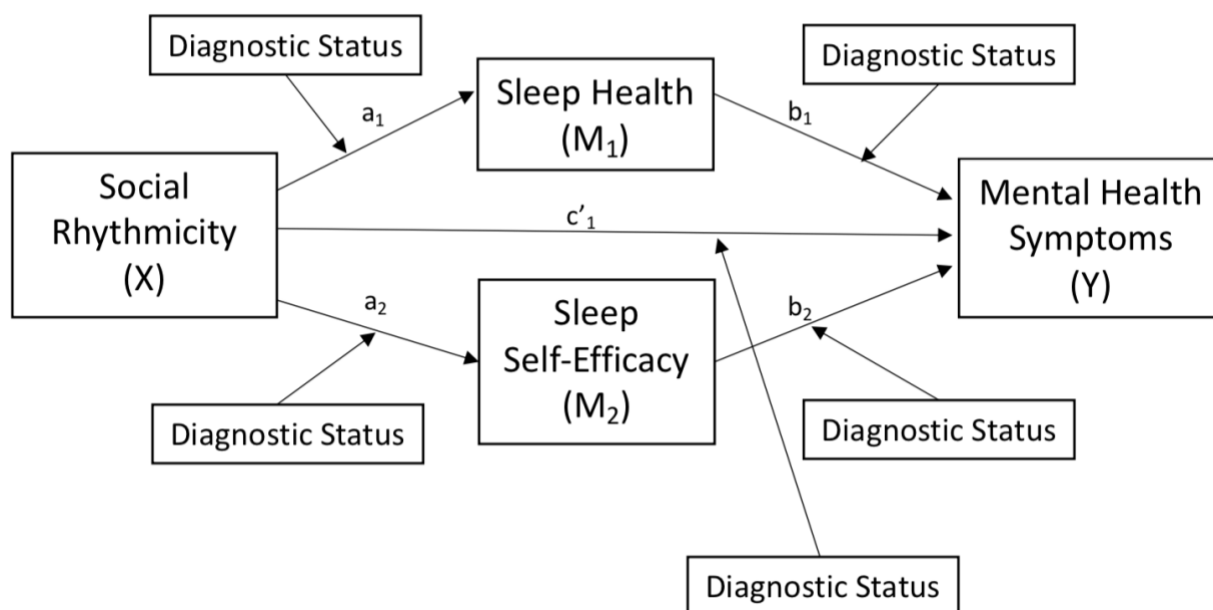 Diagnostic Status
Diagnostic Status
a₁
Sleep Health
(M₁)
b₁
Social
Rhythmicity
(X)
c’₁
Mental Health
Symptoms
(Y)
a₂
Sleep
Self-Efficacy
(M₂)
b₂
Diagnostic Status
Diagnostic Status
Diagnostic Status